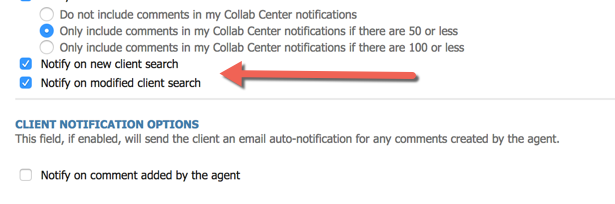 Do not include comments in my Collab Center notifications
Only include comments in my Collab Center notifications if there are 50 or less
Only include comments in my Collab Center notifications if there are 100 or less
Notify on new client search
Notify on modified client search
CLIENT NOTIFICATION OPTIONS
This field, if enabled, will send the client an email auto-notification for any comments created by the agent.
Notify on comment added by the agent